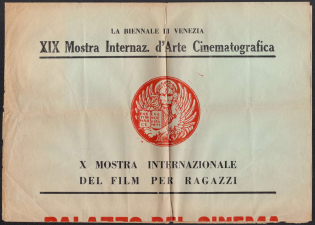 LA BIENNALE DI VENEZIA
XIX Mostra Internaz. d'Arte Cinematografica
X MOSTRA INTERNAZIONALE
DEL FILM PER RAGAZZI
PALAZZO DEL CINEMA